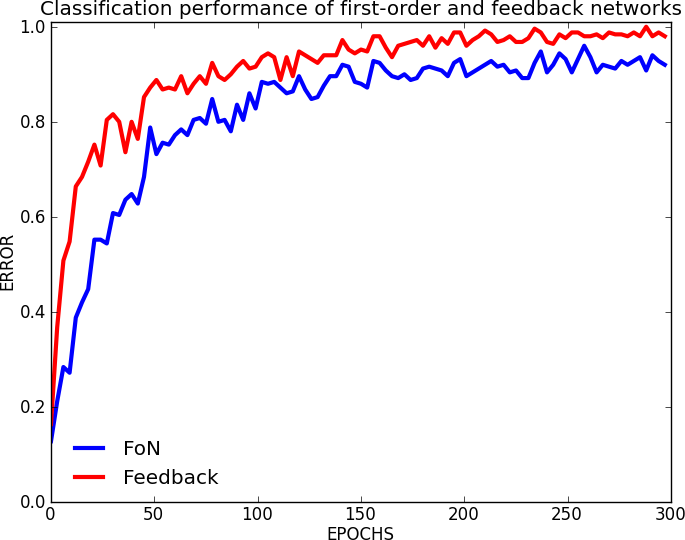 Classification performance of first-order and feedback networks
1.0
0.8
0.6
0.4
0.2
0.0
ERROR
FoN
Feedback
0 50 100 150 200 250 300
EPOCHS